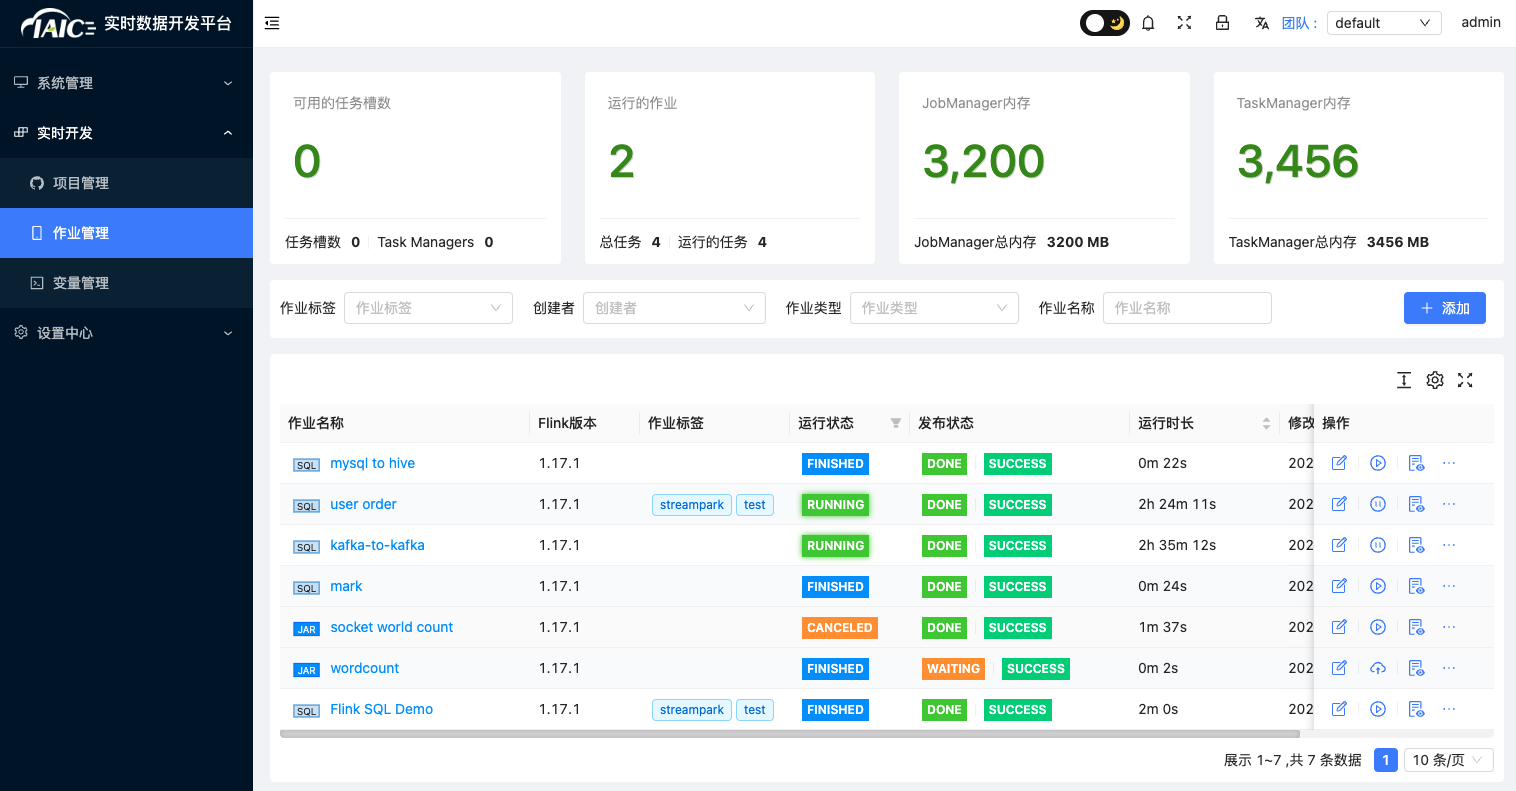 IAIC 实时数据开发平台
团队 : default admin
系统管理
实时开发
项目管理
作业管理
变量管理
设置中心
可用的任务槽数
0
任务槽数 0 Task Managers 0
运行的作业
2
总任务 4 运行的任务 4
JobManager内存
3,200
JobManager总内存 3200 MB
TaskManager内存
3,456
TaskManager总内存 3456 MB
作业标签 作业标签 创建者 创建者 作业类型 作业类型 作业名称 作业名称 添加
作业名称 Flink版本 作业标签 运行状态 发布状态 运行时长 修改 操作
SQL mysql to hive 1.17.1 FINISHED DONE SUCCESS 0m 22s 202
SQL user order 1.17.1 streampark test RUNNING DONE SUCCESS 2h 24m 11s 202
SQL kafka-to-kafka 1.17.1 RUNNING DONE SUCCESS 2h 35m 12s 202
SQL mark 1.17.1 FINISHED DONE SUCCESS 0m 24s 202
JAR socket world count 1.17.1 CANCELED DONE SUCCESS 1m 37s 202
JAR wordcount 1.17.1 FINISHED WAITING SUCCESS 0m 2s 202
SQL Flink SQL Demo 1.17.1 streampark test FINISHED DONE SUCCESS 2m 0s 202
展示 1~7 ,共 7 条数据 1 10 条/页